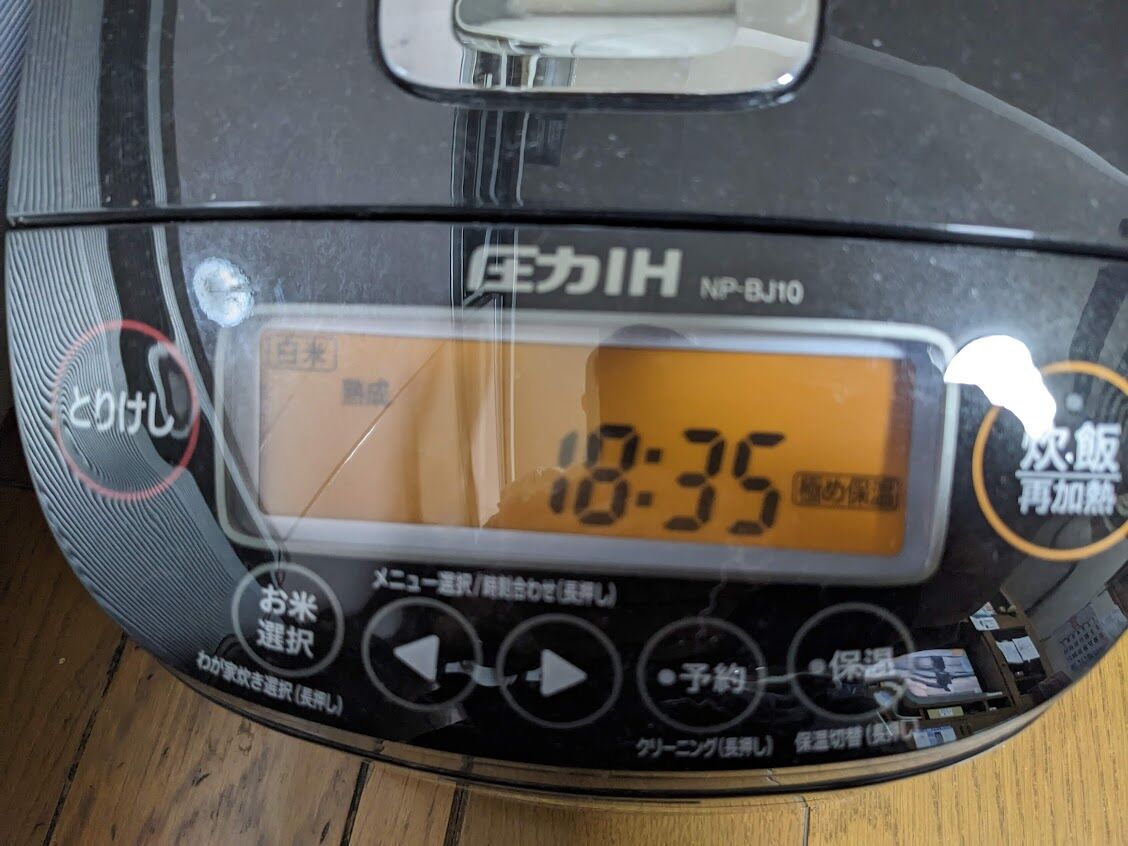 圧力IH NP-BJ10
白米
熟成
18:35
極め保温
とりけし
炊飯
再加熱
お米
選択
わが家炊き選択(長押し)
メニュー選択/時刻合わせ(長押し)
予約
クリーニング(長押し)
保温
保温切替(長押し)